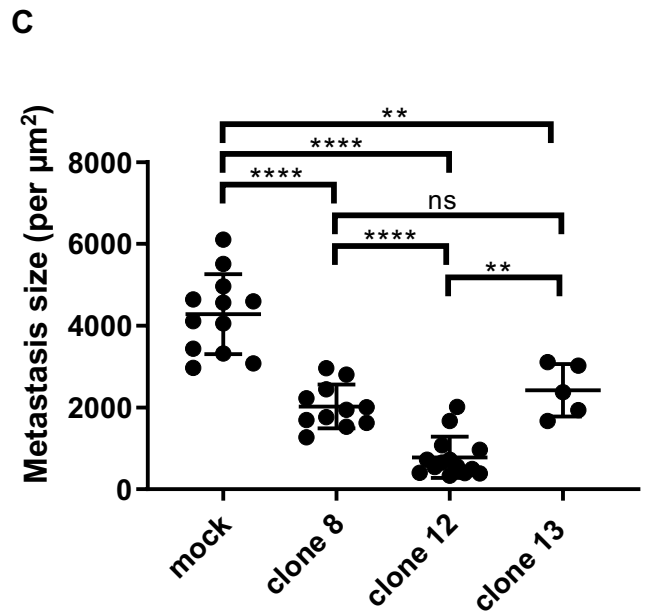 C
Metastasis size (per µm²)
**
****
****
ns
****
**
8000
6000
4000
2000
0
mock
clone 8
clone 12
clone 13